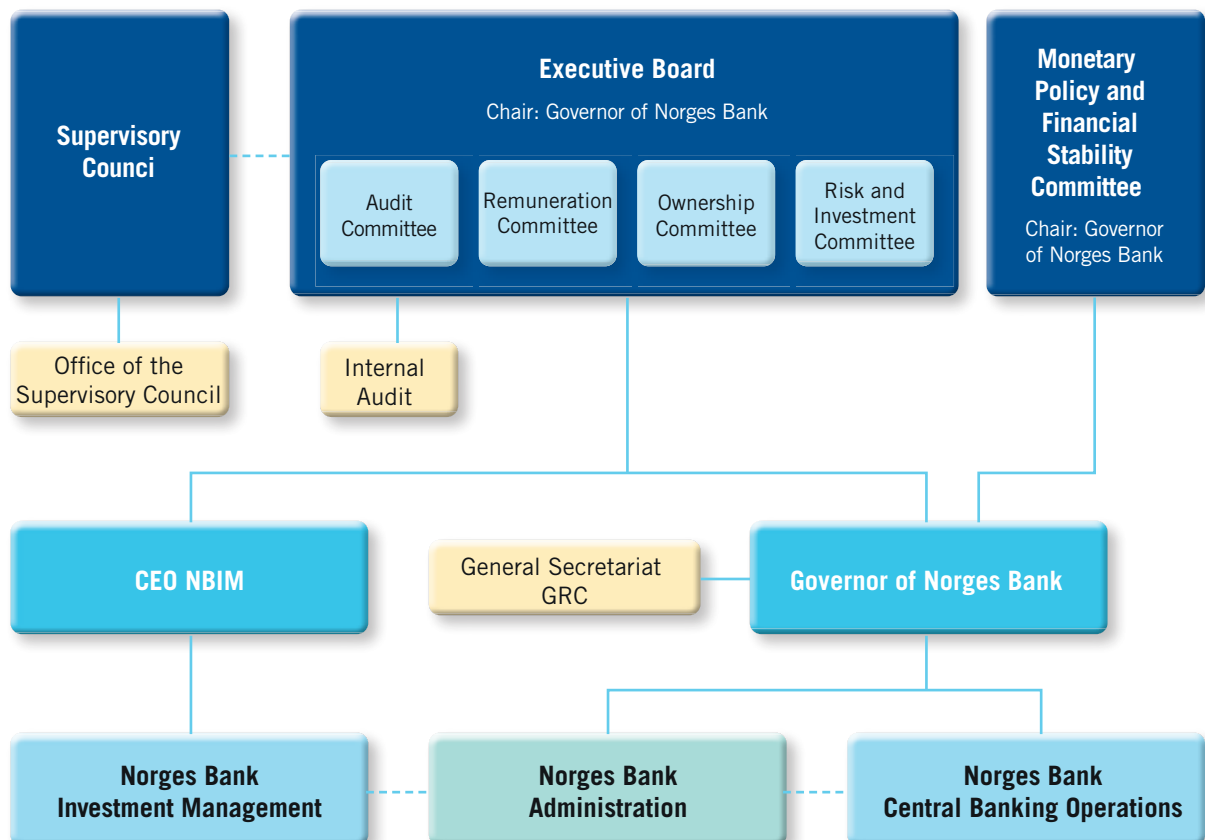 Supervisory
Counci
Executive Board
Chair: Governor of Norges Bank
Audit
Committee
Remuneration
Committee
Ownership
Committee
Risk and
Investment
Committee
Monetary
Policy and
Financial
Stability
Committee
Chair: Governor
of Norges Bank
Office of the
Supervisory Council
Internal
Audit
CEO NBIM
General Secretariat
GRC
Governor of Norges Bank
Norges Bank
Investment Management
Norges Bank
Administration
Norges Bank
Central Banking Operations